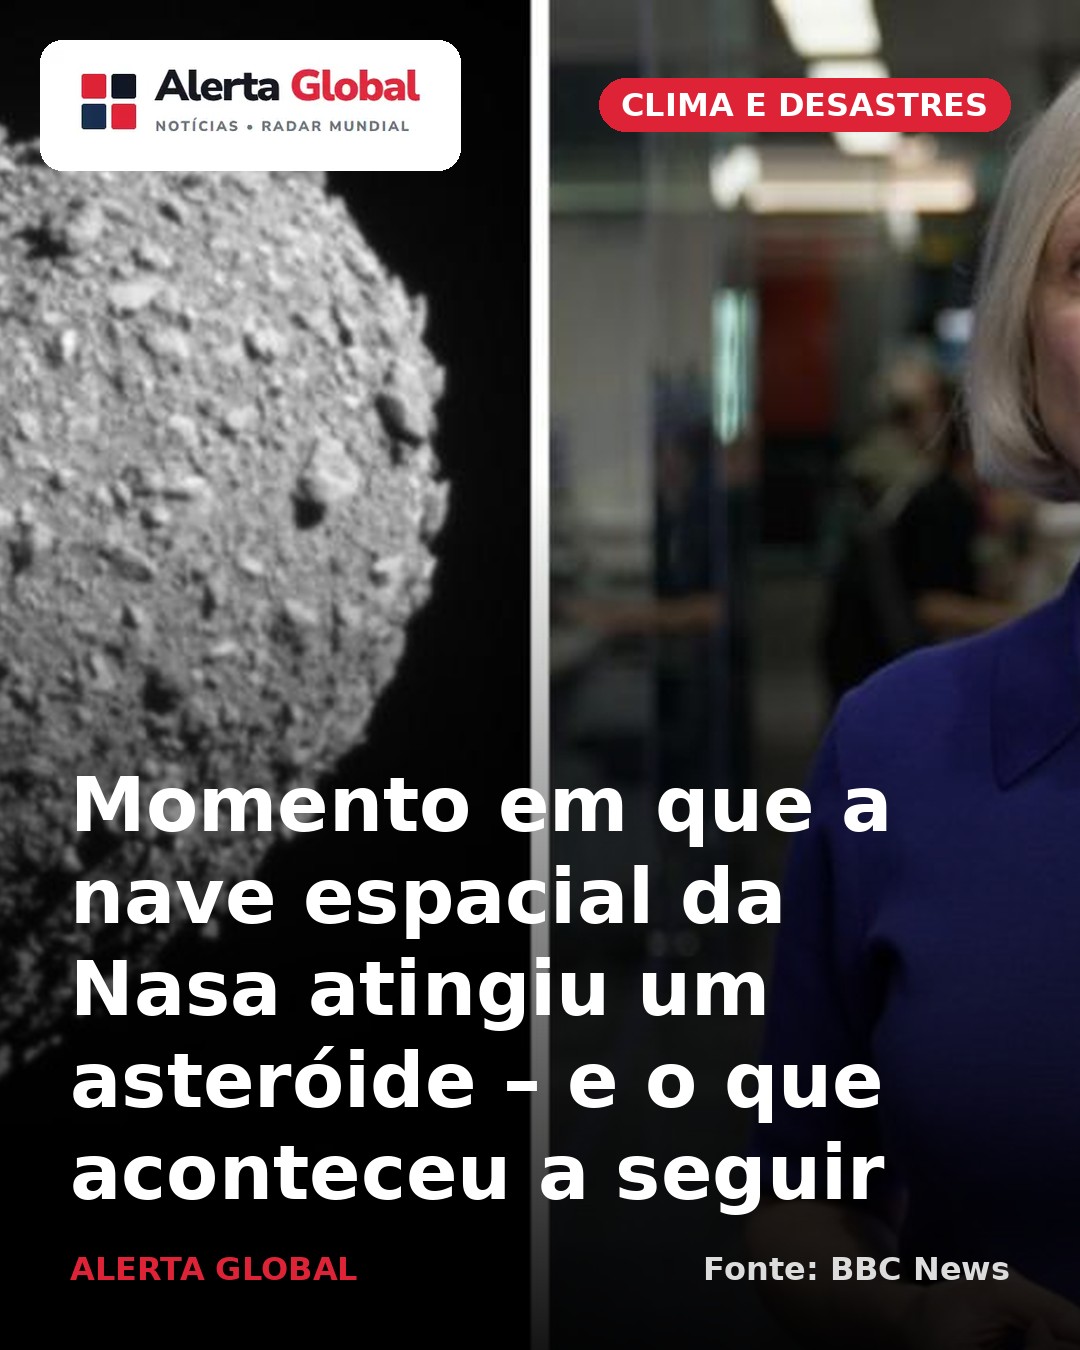 Alerta Global
NOTÍCIAS • RADAR MUNDIAL
CLIMA E DESASTRES
Momento em que a
nave espacial da
Nasa atingiu um
asteróide – e o que
aconteceu a seguir
ALERTA GLOBAL
Fonte: BBC News